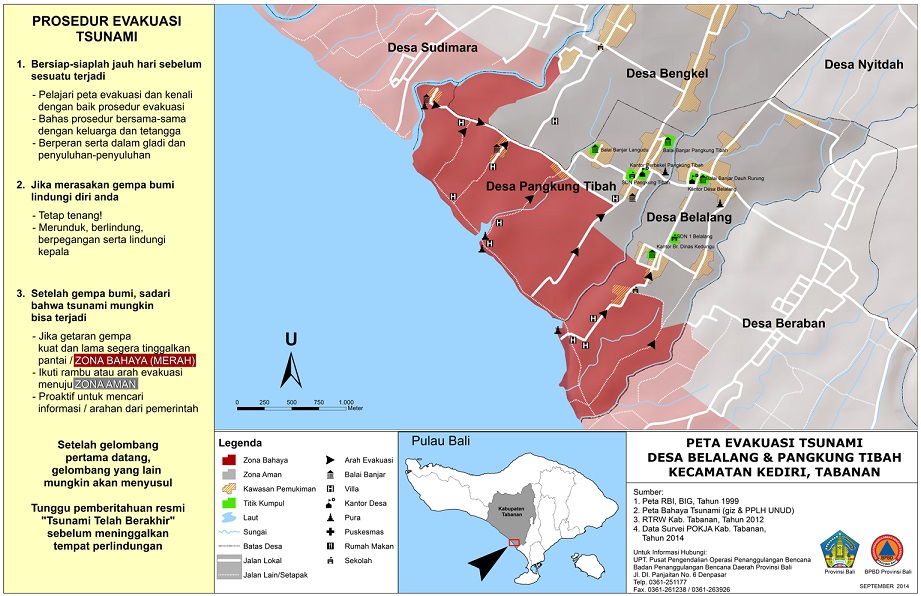 PROSEDUR EVAKUASI
TSUNAMI
1. Bersiap-siaplah jauh hari sebelum
sesuatu terjadi
- Pelajari peta evakuasi dan kenali
dengan baik prosedur evakuasi
- Bahas prosedur bersama-sama
dengan keluarga dan tetangga
- Berperan serta dalam gladi dan
penyuluhan-penyuluhan
2. Jika merasakan gempa bumi
lindungi diri anda
- Tetap tenang!
- Merunduk, berlindung,
berpegangan serta lindungi
kepala
3. Setelah gempa bumi, sadari
bahwa tsunami mungkin
bisa terjadi
- Jika getaran gempa
kuat dan lama segera tinggalkan
pantai / ZONA BAHAYA (MERAH)
- Ikuti rambu atau arah evakuasi
menuju ZONA AMAN
- Proaktif untuk mencari
informasi / arahan dari pemerintah
Setelah gelombang
pertama datang,
gelombang yang lain
mungkin akan menyusul
Tunggu pemberitahuan resmi
"Tsunami Telah Berakhir"
sebelum meninggalkan
tempat perlindungan
Desa Sudimara
Desa Bengkel
Desa Nyitdah
Balai Banjar Langudu
Balai Banjar Pangkung Tibah
Kantor Perbekel Pangkung Tibah
SDN Pangkung Tibah
Balai Banjar Dauh Rurung
Kantor Desa Belalang
Desa Pangkung Tibah
Desa Belalang
SDN 1 Belalang
Kantor Br. Dinas Kedungu
Desa Beraban
U
0 250 500 750 1.000
Meter
Legenda
Zona Bahaya
Zona Aman
Kawasan Pemukiman
Titik Kumpul
Laut
Sungai
Batas Desa
Jalan Lokal
Jalan Lain/Setapak
Arah Evakuasi
Balai Banjar
Villa
Kantor Desa
Pura
Puskesmas
Rumah Makan
Sekolah
Pulau Bali
Kabupaten
Tabanan
PETA EVAKUASI TSUNAMI
DESA BELALANG & PANGKUNG TIBAH
KECAMATAN KEDIRI, TABANAN
Sumber:
1. Peta RBI, BIG, Tahun 1999
2. Peta Bahaya Tsunami (giz & PPLH UNUD)
3. RTRW Kab. Tabanan, Tahun 2012
4. Data Survei POKJA Kab. Tabanan,
Tahun 2014
Untuk Informasi Hubungi:
UPT. Pusat Pengendalian Operasi Penanggulangan Bencana
Badan Penanggulangan Bencana Daerah Provinsi Bali
Jl. DI. Panjaitan No. 6 Denpasar
Telp. 0361-251177
Fax. 0361-261238 / 0361-263926
Provinsi Bali
BPBD Provinsi Bali
SEPTEMBER 2014